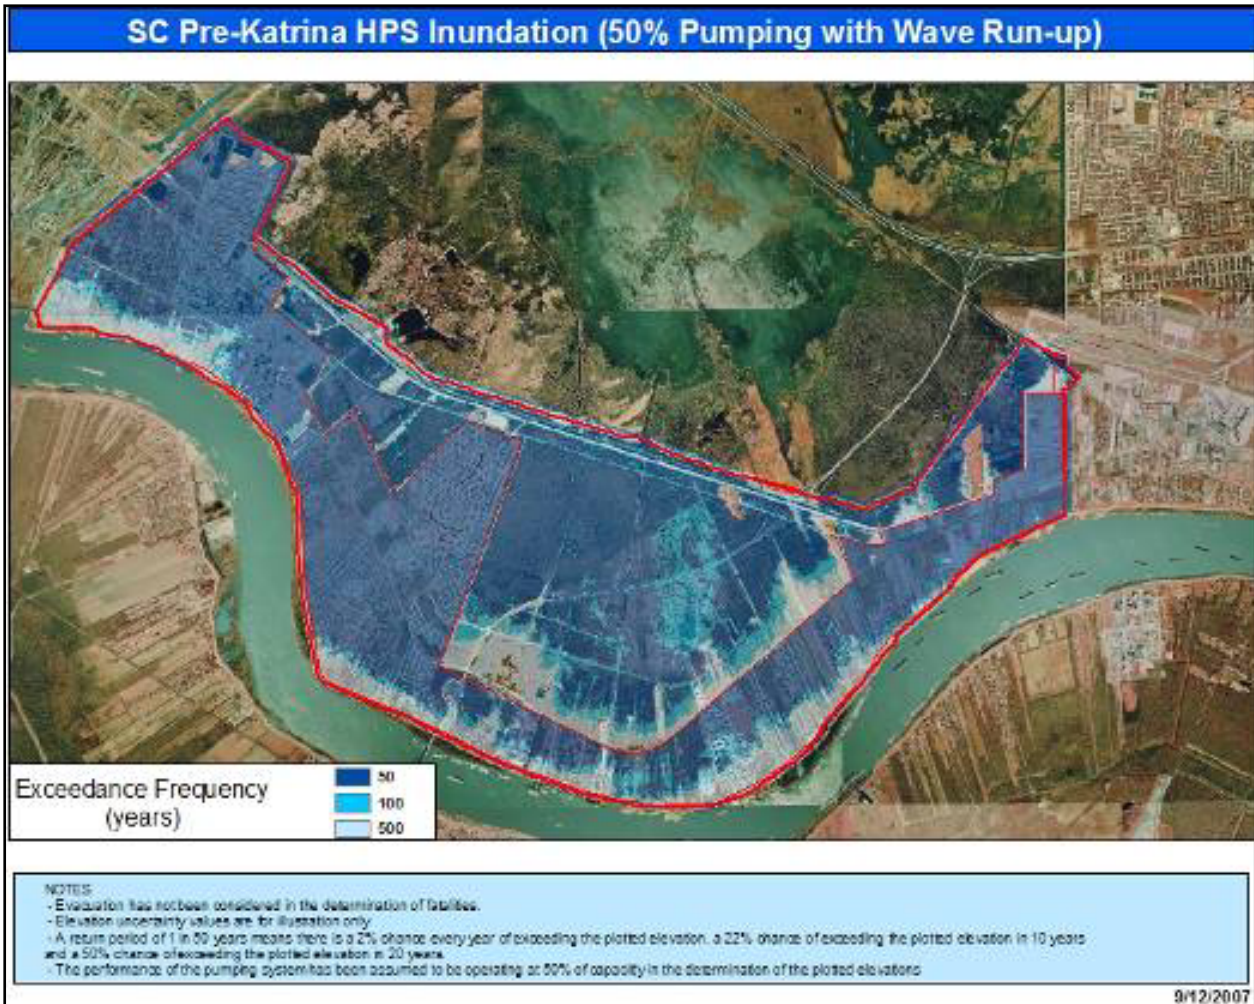 SC Pre-Katrina HPS Inundation (50% Pumping with Wave Run-up)
Exceedance Frequency
(years)
50
100
500
NOTES
- Evacuation has not been considered in the determination of fatalities.
- Elevation uncertainty values are for illustration only
- A return period of 1 in 50 years means there is a 2% chance every year of exceeding the plotted elevation, a 22% chance of exceeding the plotted elevation in 10 years
and a 50% chance of exceeding the plotted elevation in 20 years.
- The performance of the pumping system has been assumed to be operating at 50% of capacity in the determination of the plotted elevations
9/12/2007